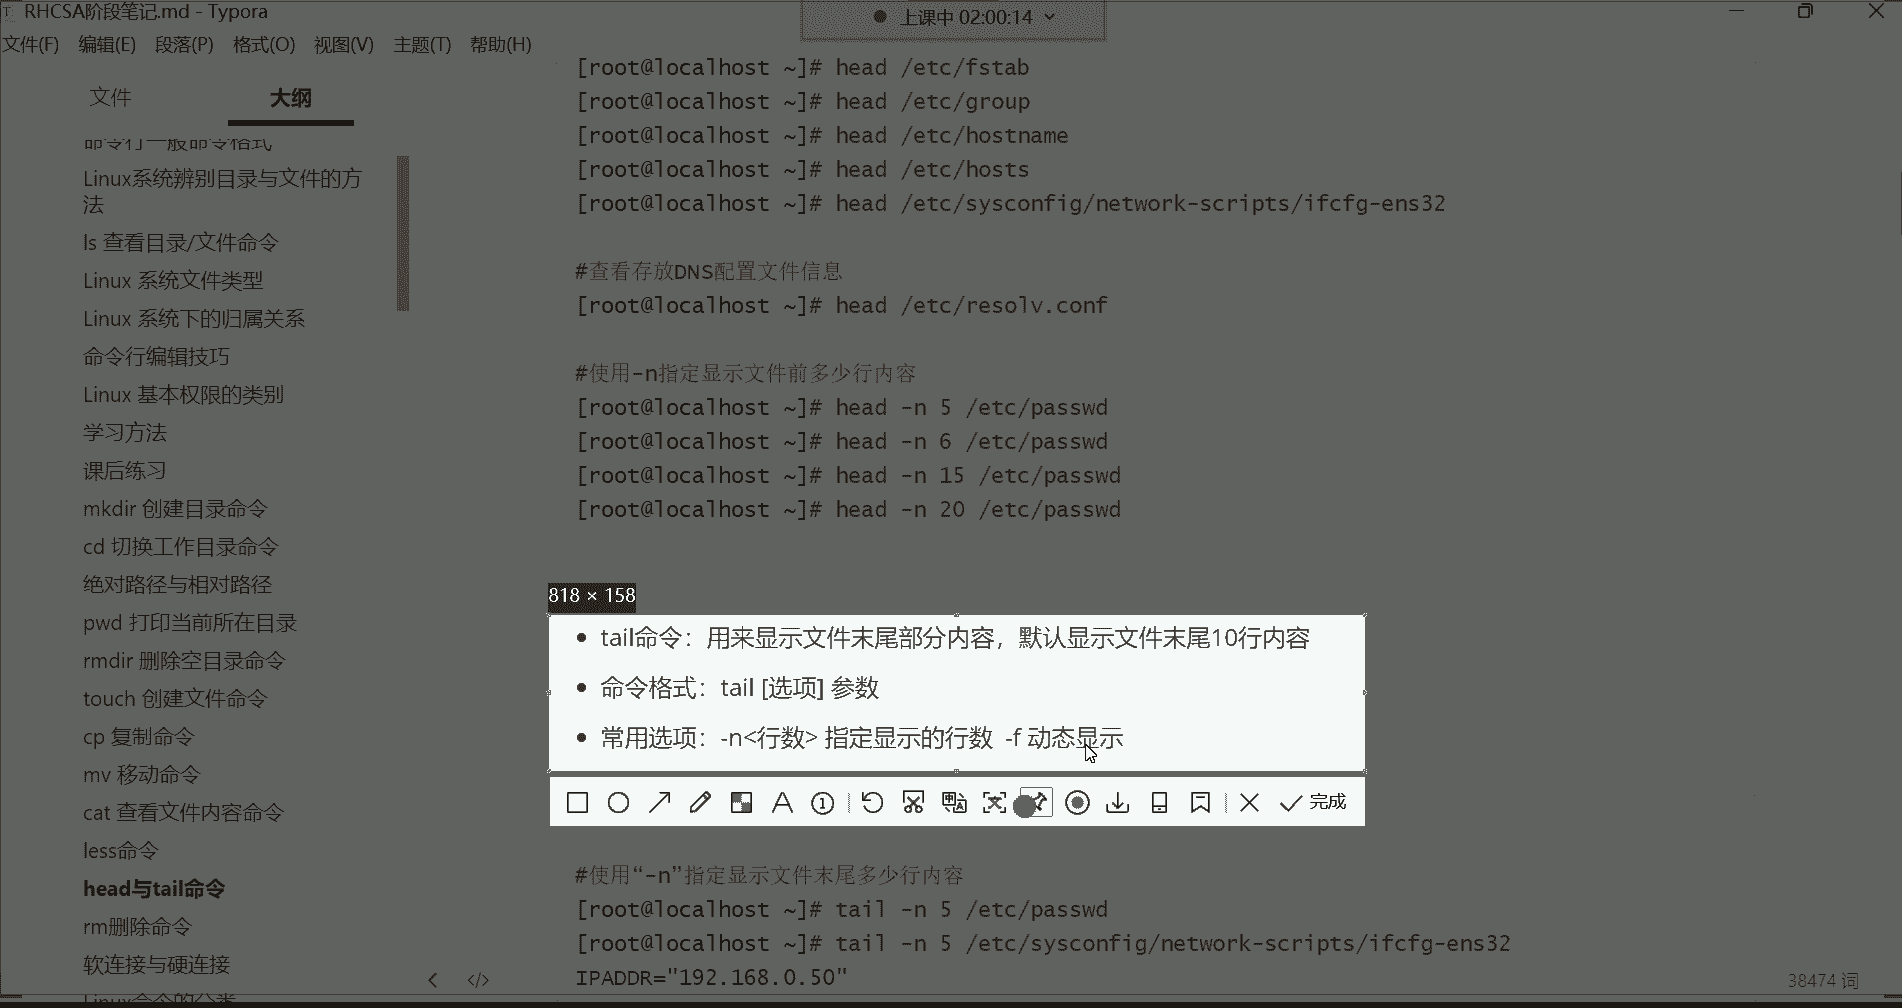 RHCSA阶段笔记.md - Typora
上课中 02:00:14
文件(F) 编辑(E) 段落(P) 格式(O) 视图(V) 主题(T) 帮助(H)
文件 大纲
命令行一般命令格式
Linux系统辨别目录与文件的方
法
ls 查看目录/文件命令
Linux 系统文件类型
Linux 系统下的归属关系
命令行编辑技巧
Linux 基本权限的类别
学习方法
课后练习
mkdir 创建目录命令
cd 切换工作目录命令
绝对路径与相对路径
pwd 打印当前所在目录
rmdir 删除空目录命令
touch 创建文件命令
cp 复制命令
mv 移动命令
cat 查看文件内容命令
less命令
head与tail命令
rm删除命令
软连接与硬连接
Linux命令的分类
[root@localhost ~]# head /etc/fstab
[root@localhost ~]# head /etc/group
[root@localhost ~]# head /etc/hostname
[root@localhost ~]# head /etc/hosts
[root@localhost ~]# head /etc/sysconfig/network-scripts/ifcfg-ens32
#查看存放DNS配置文件信息
[root@localhost ~]# head /etc/resolv.conf
#使用-n指定显示文件前多少行内容
[root@localhost ~]# head -n 5 /etc/passwd
[root@localhost ~]# head -n 6 /etc/passwd
[root@localhost ~]# head -n 15 /etc/passwd
[root@localhost ~]# head -n 20 /etc/passwd
818 × 158
• tail命令：用来显示文件末尾部分内容，默认显示文件末尾10行内容
• 命令格式：tail [选项] 参数
• 常用选项：-n<行数> 指定显示的行数 -f 动态显示
完成
#使用“-n”指定显示文件末尾多少行内容
[root@localhost ~]# tail -n 5 /etc/passwd
[root@localhost ~]# tail -n 5 /etc/sysconfig/network-scripts/ifcfg-ens32
IPADDR="192.168.0.50"
38474 词